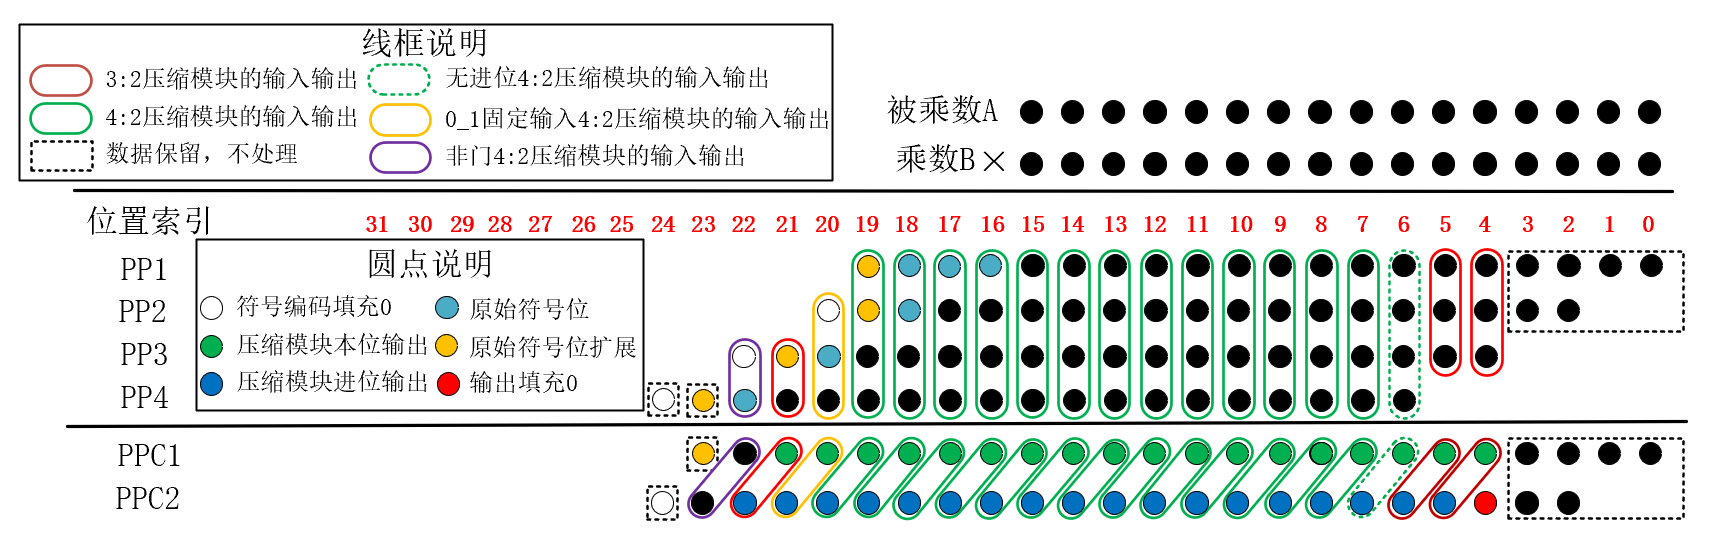 线框说明
3:2压缩模块的输入输出
无进位4:2压缩模块的输入输出
4:2压缩模块的输入输出
0_1固定输入4:2压缩模块的输入输出
数据保留，不处理
非门4:2压缩模块的输入输出
被乘数A
乘数B×
位置索引 31 30 29 28 27 26 25 24 23 22 21 20 19 18 17 16 15 14 13 12 11 10 9 8 7 6 5 4 3 2 1 0
圆点说明
符号编码填充0
原始符号位
压缩模块本位输出
原始符号位扩展
压缩模块进位输出
输出填充0
PP1
PP2
PP3
PP4
PPC1
PPC2